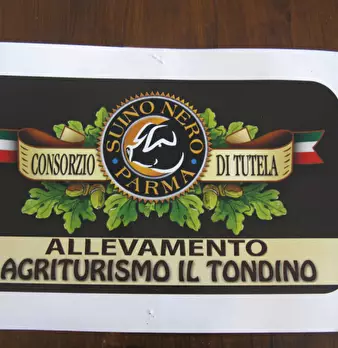 SUINO NERO
PARMA
CONSORZIO DI TUTELA
ALLEVAMENTO
AGRITURISMO IL TONDINO